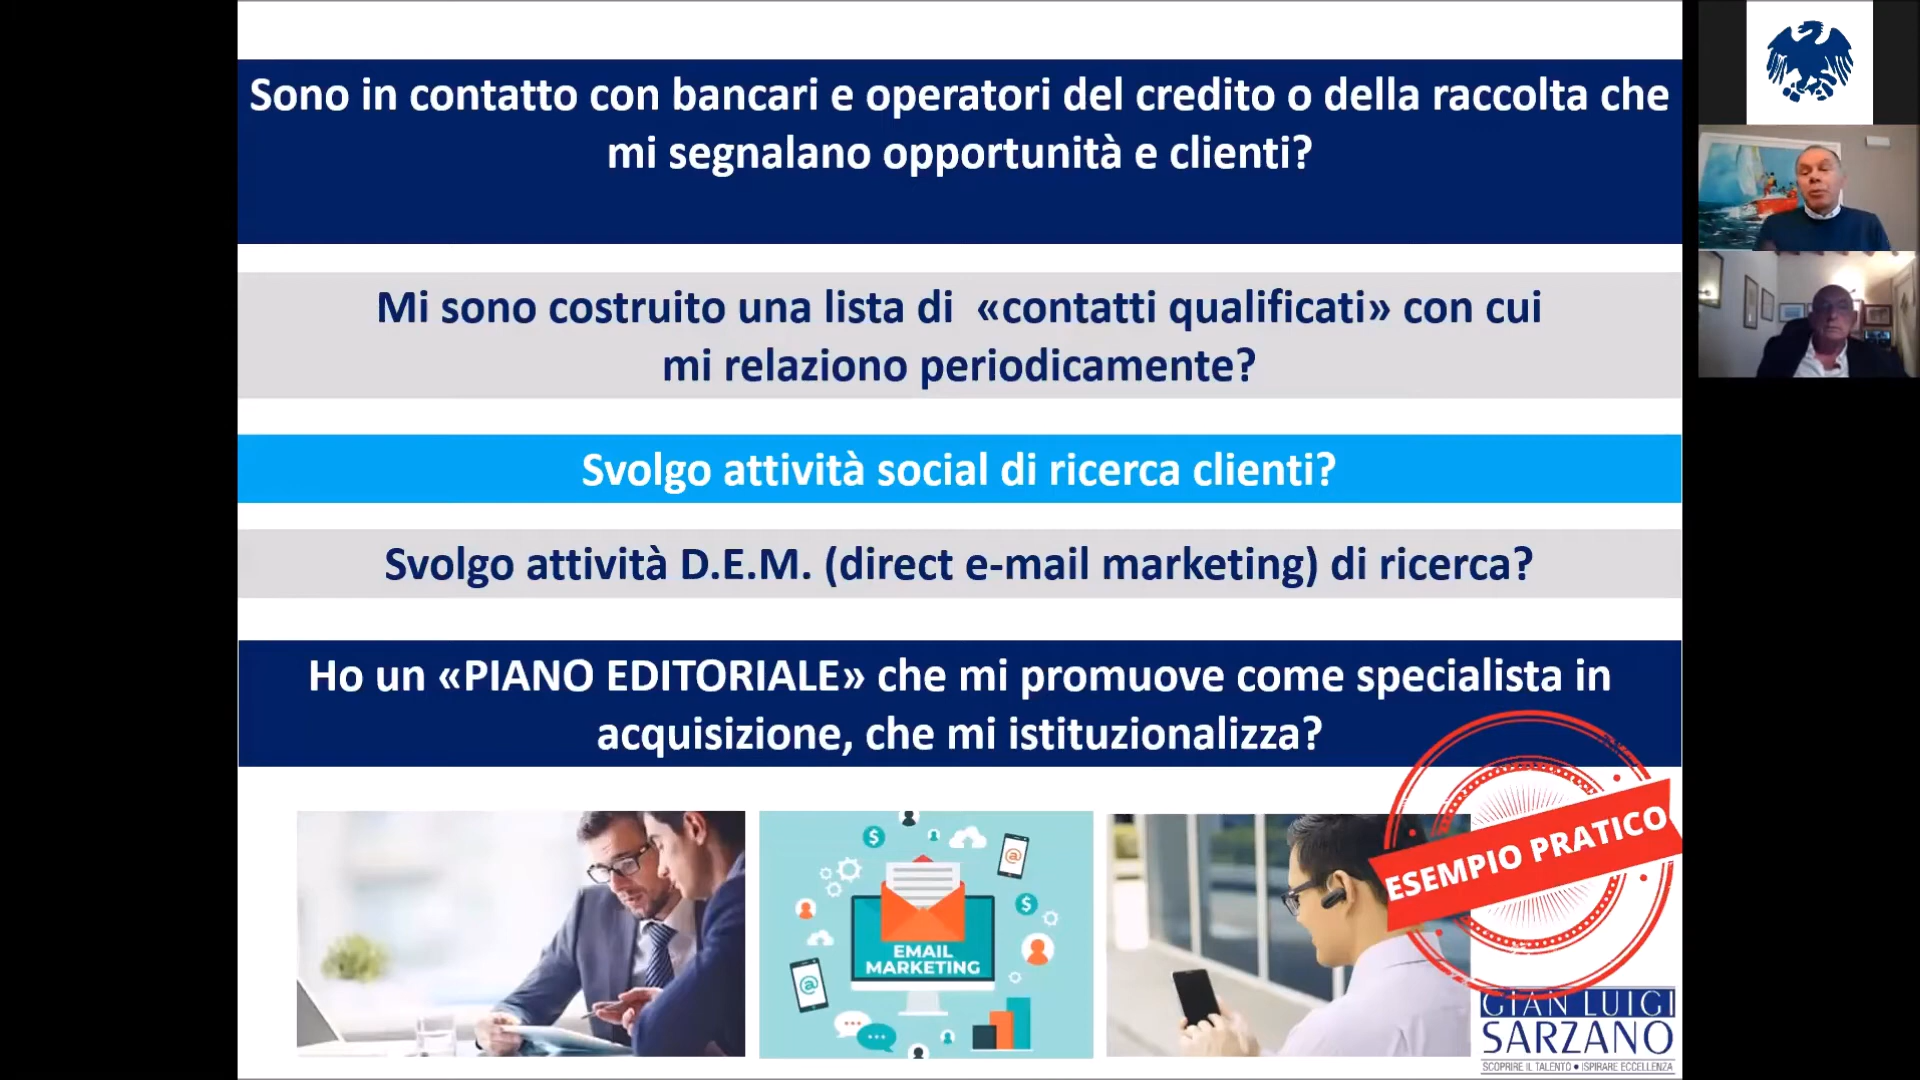 Sono in contatto con bancari e operatori del credito o della raccolta che
mi segnalano opportunità e clienti?
Mi sono costruito una lista di «contatti qualificati» con cui
mi relaziono periodicamente?
Svolgo attività social di ricerca clienti?
Svolgo attività D.E.M. (direct e-mail marketing) di ricerca?
Ho un «PIANO EDITORIALE» che mi promuove come specialista in
acquisizione, che mi istituzionalizza?
ESEMPIO PRATICO
EMAIL
MARKETING
GIAN LUIGI
SARZANO
SCOPRIRE IL TALENTO • ISPIRARE ECCELLENZA